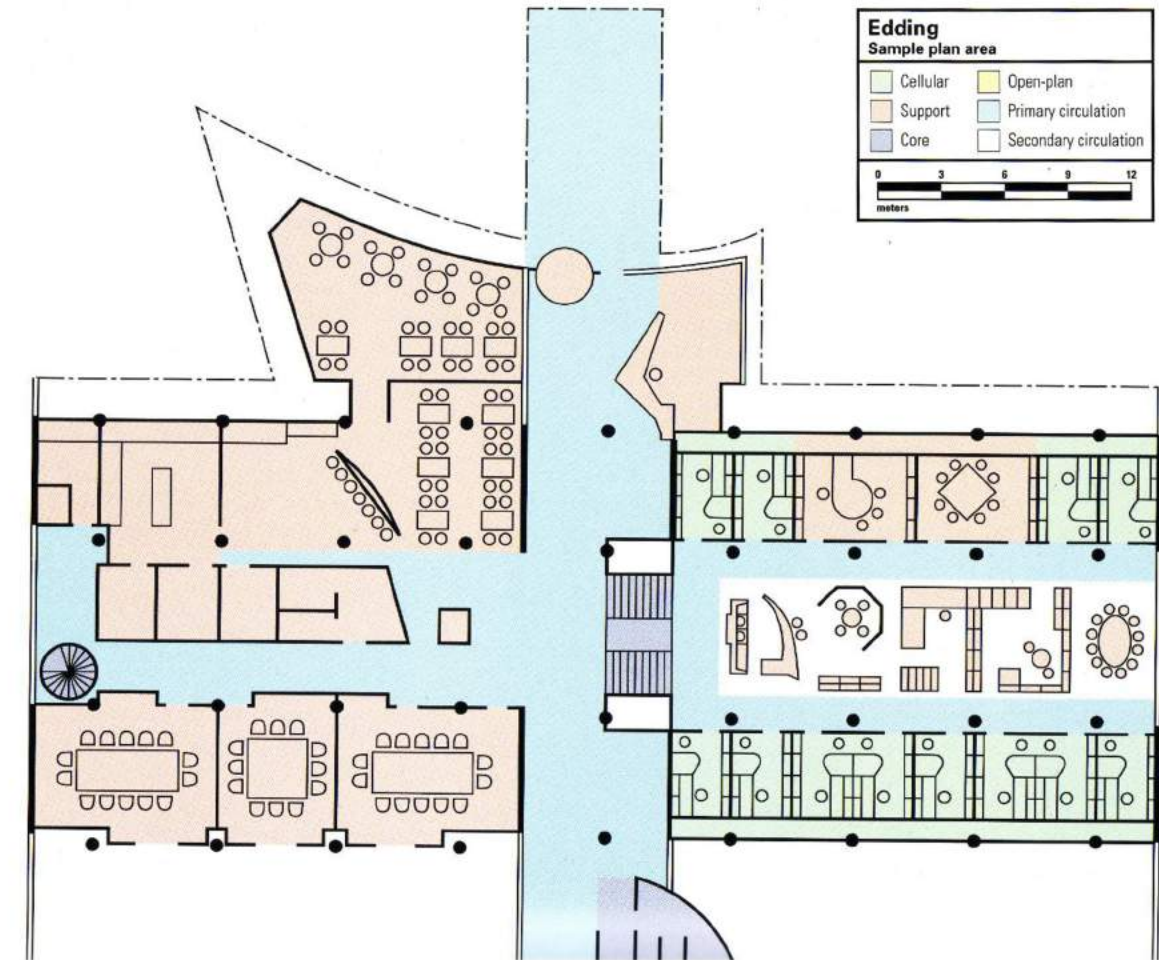 Edding
Sample plan area
Cellular Open-plan
Support Primary circulation
Core Secondary circulation
0 3 6 9 12
meters